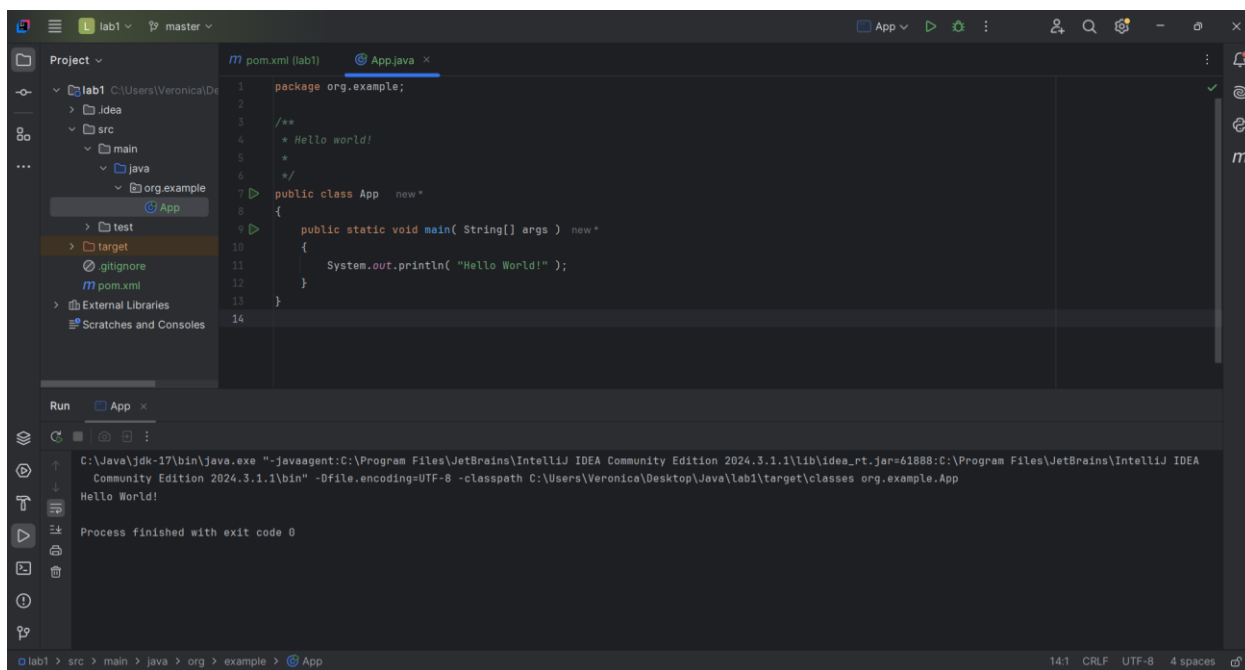 L lab1 master App
Project
pom.xml (lab1) App.java
lab1 C:\Users\Veronica\De
.idea
src
main
java
org.example
App
test
target
.gitignore
pom.xml
External Libraries
Scratches and Consoles
1 package org.example;
2
3 /**
4 * Hello world!
5 *
6 */
7 public class App new *
8 {
9 public static void main( String[] args ) new *
10 {
11 System.out.println( "Hello World!" );
12 }
13 }
14
Run App
C:\Java\jdk-17\bin\java.exe "-javaagent:C:\Program Files\JetBrains\IntelliJ IDEA Community Edition 2024.3.1.1\lib\idea_rt.jar=61888:C:\Program Files\JetBrains\IntelliJ IDEA
Community Edition 2024.3.1.1\bin" -Dfile.encoding=UTF-8 -classpath C:\Users\Veronica\Desktop\Java\lab1\target\classes org.example.App
Hello World!
Process finished with exit code 0
lab1 > src > main > java > org > example > App 14:1 CRLF UTF-8 4 spaces